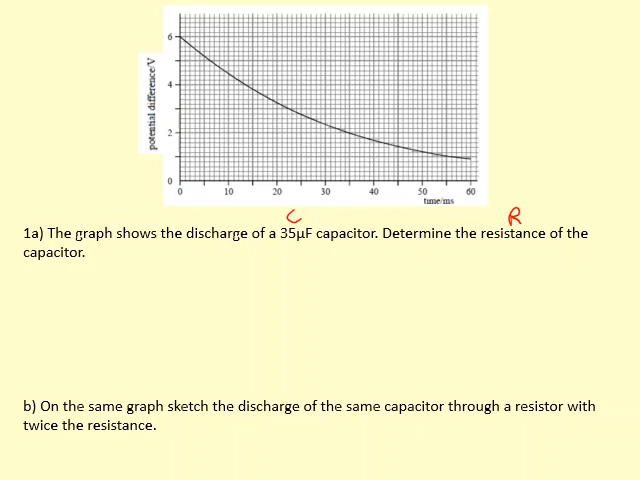 6
potential difference/V
4
2
0
0 10 20 30 40 50 60
time/ms
C R
1a) The graph shows the discharge of a 35μF capacitor. Determine the resistance of the
capacitor.
b) On the same graph sketch the discharge of the same capacitor through a resistor with
twice the resistance.